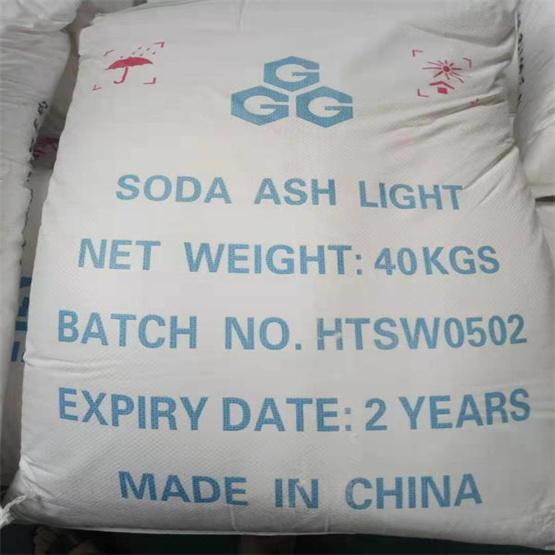 G
G G
SODA ASH LIGHT
NET WEIGHT: 40KGS
BATCH NO. HTSW0502
EXPIRY DATE: 2 YEARS
MADE IN CHINA